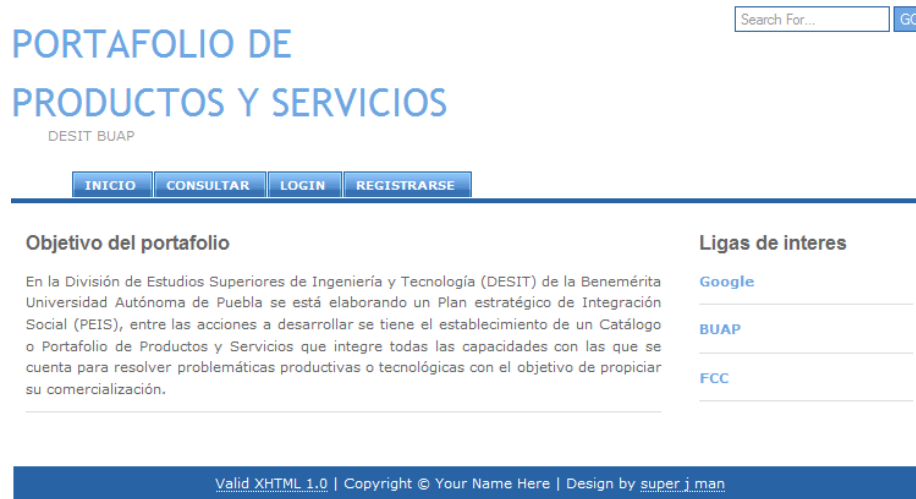 Search For...
GO
PORTAFOLIO DE
PRODUCTOS Y SERVICIOS
DESIT BUAP
INICIO CONSULTAR LOGIN REGISTRARSE
Objetivo del portafolio
En la División de Estudios Superiores de Ingeniería y Tecnología (DESIT) de la Benemérita
Universidad Autónoma de Puebla se está elaborando un Plan estratégico de Integración
Social (PEIS), entre las acciones a desarrollar se tiene el establecimiento de un Catálogo
o Portafolio de Productos y Servicios que integre todas las capacidades con las que se
cuenta para resolver problemáticas productivas o tecnológicas con el objetivo de propiciar
su comercialización.
Ligas de interes
Google
BUAP
FCC
Valid XHTML 1.0 | Copyright © Your Name Here | Design by super j man